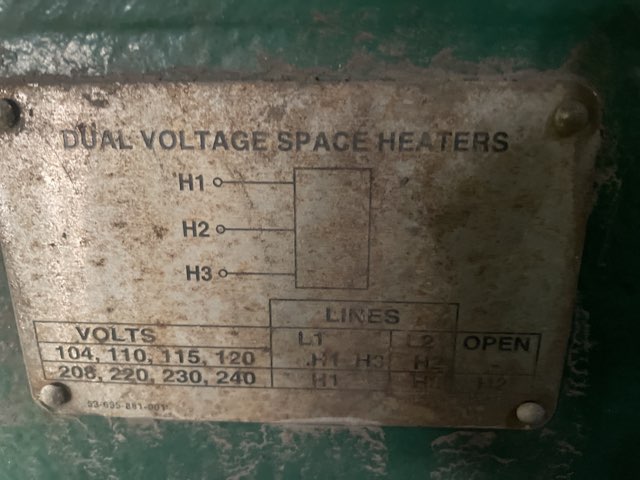 DUAL VOLTAGE SPACE HEATERS
H1
H2
H3
LINES
VOLTS L1 L2 OPEN
104, 110, 115, 120 H1 H3 H2 -
208, 220, 230, 240 H1 H2